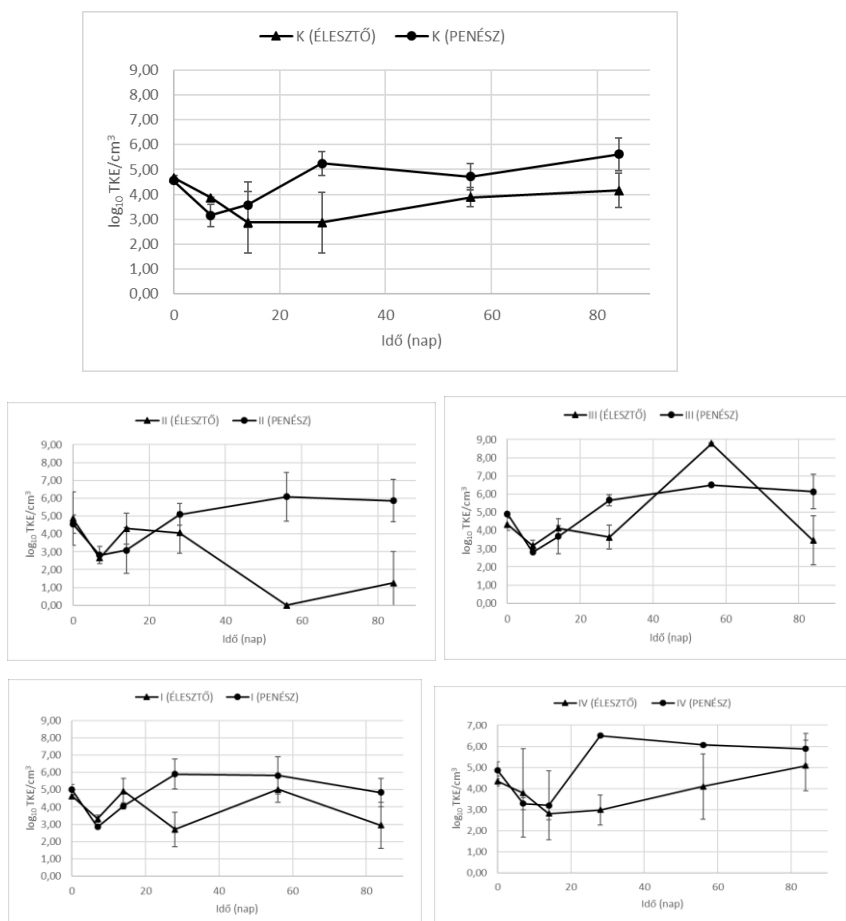 K (ÉLESZTŐ) K (PENÉSZ)
9,00
8,00
7,00
6,00
5,00
4,00
3,00
2,00
1,00
0,00
log₁₀ TKE/cm³
0 20 40 60 80
Idő (nap)
II (ÉLESZTŐ) II (PENÉSZ)
9,00
8,00
7,00
6,00
5,00
4,00
3,00
2,00
1,00
0,00
log₁₀ TKE/cm³
0 20 40 60 80
Idő (nap)
III (ÉLESZTŐ) III (PENÉSZ)
9,00
8,00
7,00
6,00
5,00
4,00
3,00
2,00
1,00
0,00
log₁₀ TKE/cm³
0 20 40 60 80
Idő (nap)
I (ÉLESZTŐ) I (PENÉSZ)
9,00
8,00
7,00
6,00
5,00
4,00
3,00
2,00
1,00
0,00
log₁₀ TKE/cm³
0 20 40 60 80
Idő (nap)
IV (ÉLESZTŐ) IV (PENÉSZ)
7,00
6,00
5,00
4,00
3,00
2,00
1,00
0,00
log₁₀ TKE/cm³
0 20 40 60 80
Idő (nap)